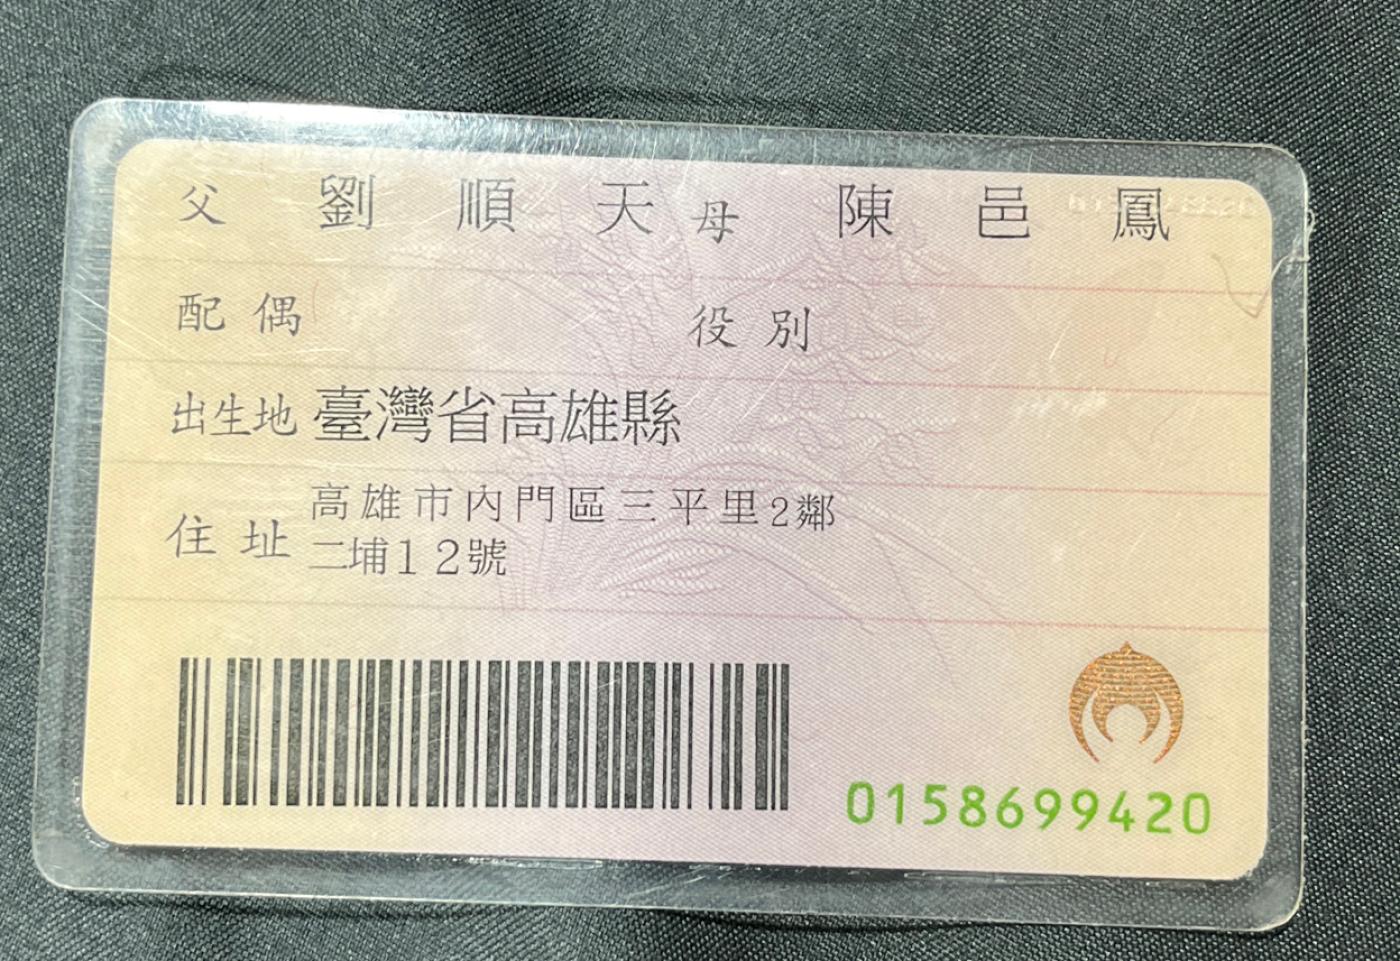 父 劉順天 母 陳邑鳳
配偶 役別
出生地 臺灣省高雄縣
住址 高雄市內門區三平里2鄰
二埔12號
0158699420